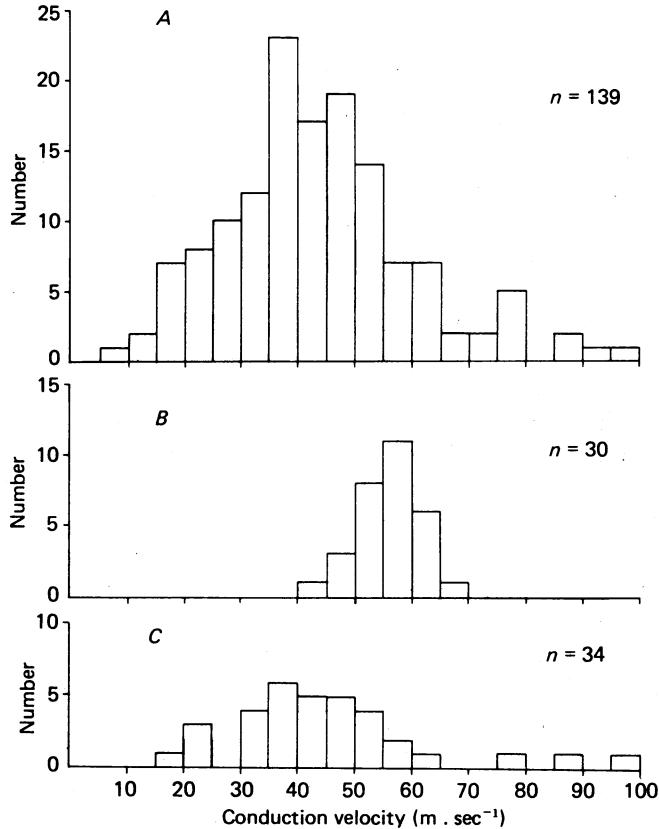 A
n = 139
Number
25
20
15
10
5
0
B
n = 30
Number
15
10
5
0
C
n = 34
Number
10
5
0
10 20 30 40 50 60 70 80 90 100
Conduction velocity (m . sec⁻¹)